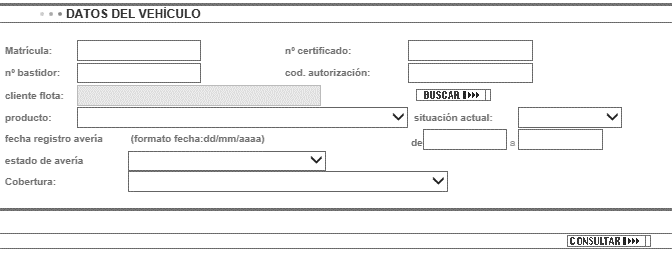 DATOS DEL VEHÍCULO
Matrícula: nº certificado:
nº bastidor: cod. autorización:
cliente flota: BUSCAR
producto: situación actual:
fecha registro avería (formato fecha:dd/mm/aaaa) de a
estado de avería
Cobertura:
CONSULTAR